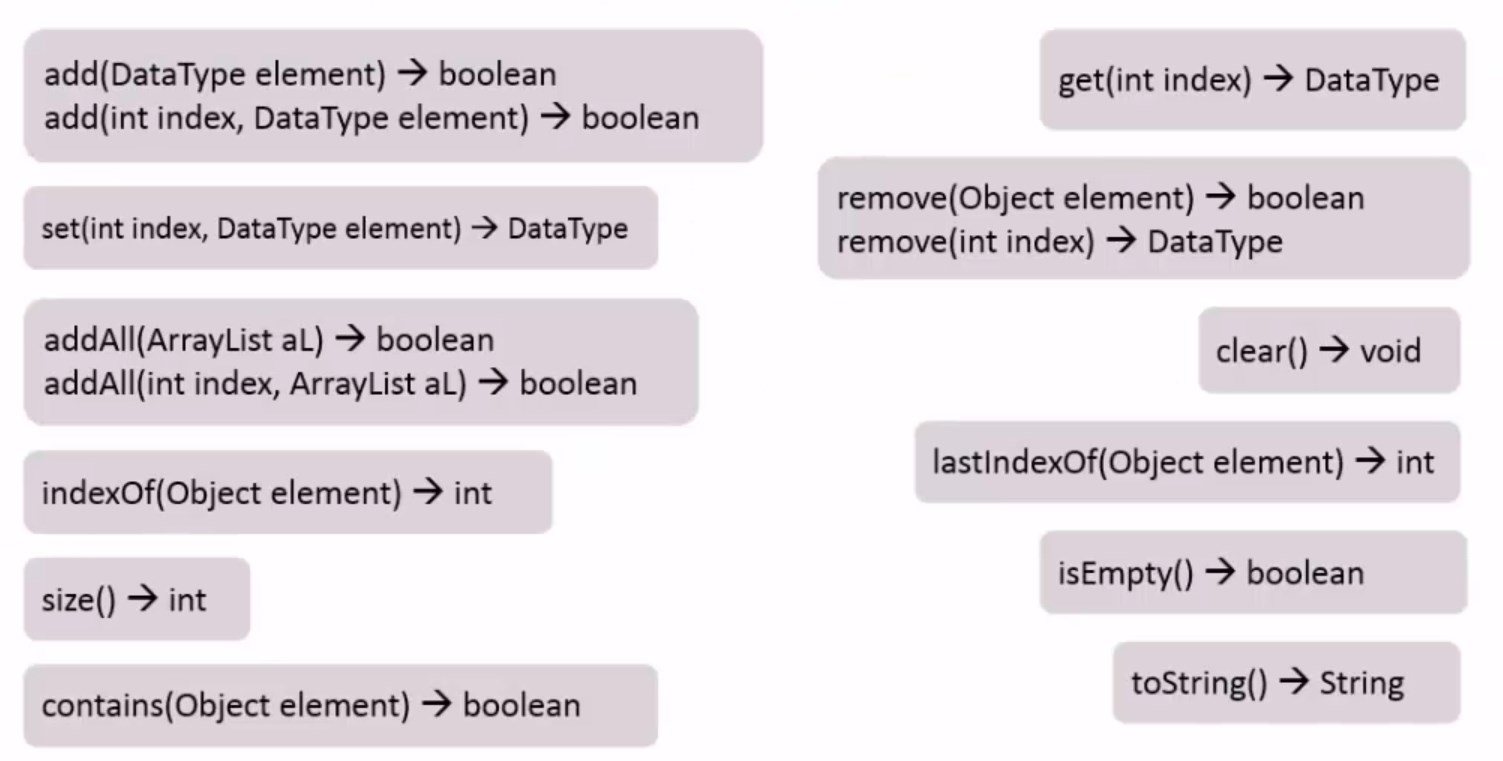 add(DataType element) → boolean
add(int index, DataType element) → boolean
set(int index, DataType element) → DataType
addAll(ArrayList aL) → boolean
addAll(int index, ArrayList aL) → boolean
indexOf(Object element) → int
size() → int
contains(Object element) → boolean
get(int index) → DataType
remove(Object element) → boolean
remove(int index) → DataType
clear() → void
lastIndexOf(Object element) → int
isEmpty() → boolean
toString() → String